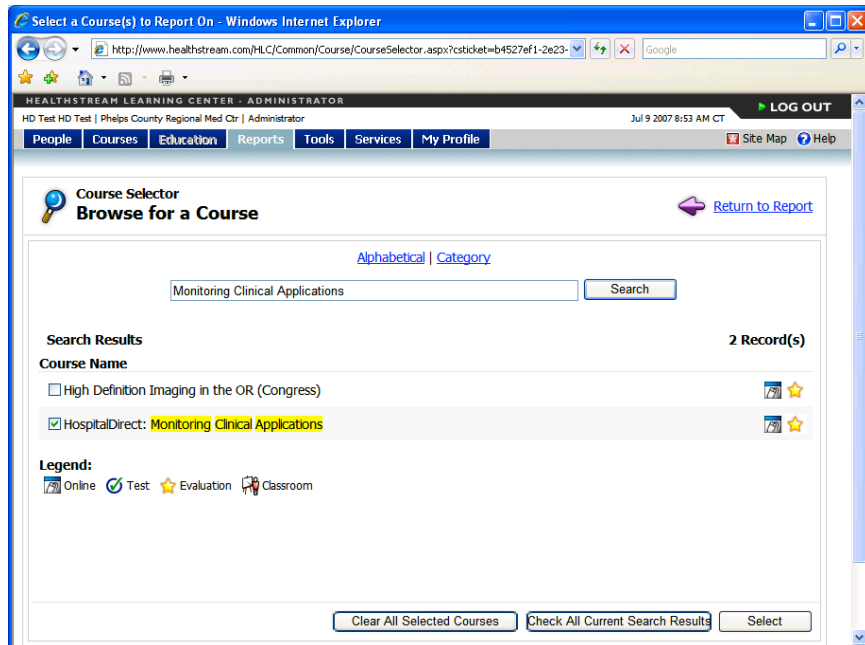 Select a Course(s) to Report On - Windows Internet Explorer
http://www.healthstream.com/HLC/Common/Course/CourseSelector.aspx?csticket=b4527ef1-2e23-
Google
HEALTHSTREAM LEARNING CENTER - ADMINISTRATOR
LOG OUT
HD Test HD Test | Phelps County Regional Med Ctr | Administrator
Jul 9 2007 8:53 AM CT
People Courses Education Reports Tools Services My Profile
Site Map Help
Course Selector
Browse for a Course
Return to Report
Alphabetical | Category
Monitoring Clinical Applications
Search
Search Results
2 Record(s)
Course Name
High Definition Imaging in the OR (Congress)
HospitalDirect: Monitoring Clinical Applications
Legend:
Online Test Evaluation Classroom
Clear All Selected Courses Check All Current Search Results Select